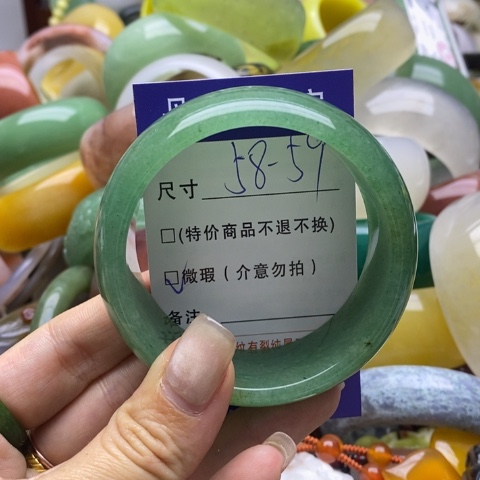 尺寸 58-59
□(特价商品不退不换)
☑微瑕(介意勿拍)
备注